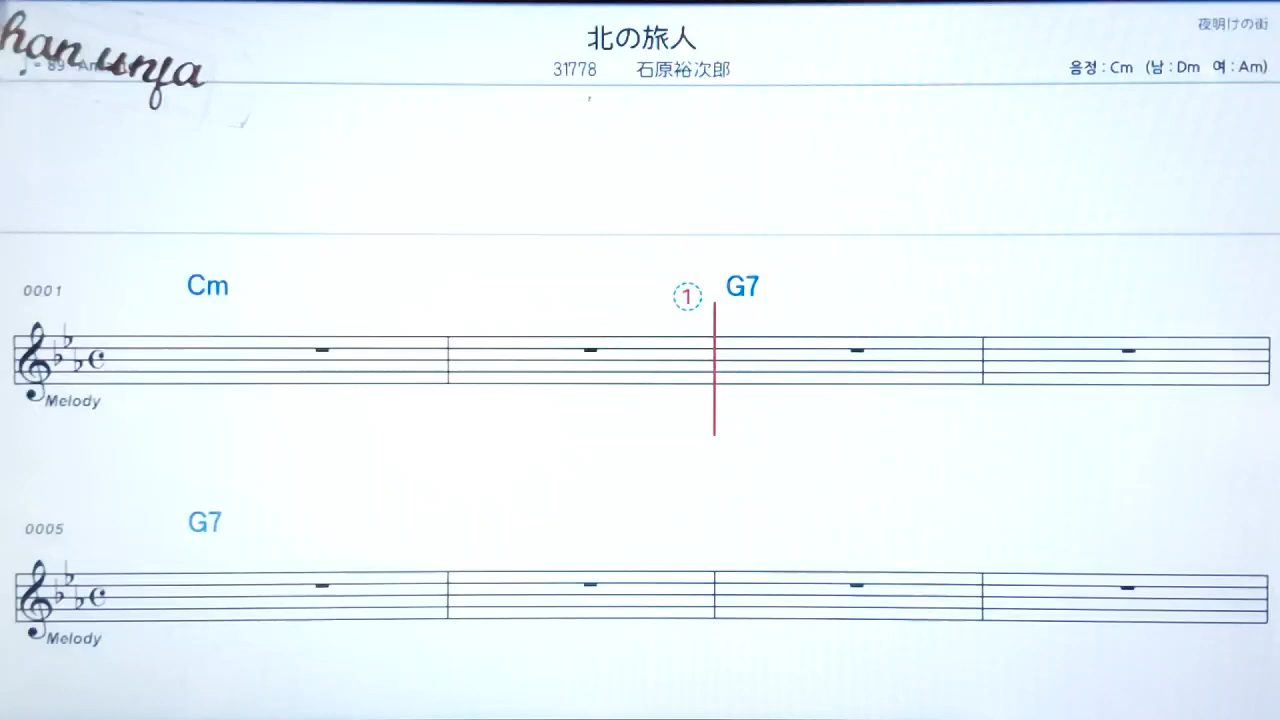 夜明けの街
北の旅人
han unja
♩= 89
31778 石原裕次郎
음정 : Cm (남 : Dm 여 : Am)
0001 Cm ① G7
Melody
0005 G7
Melody